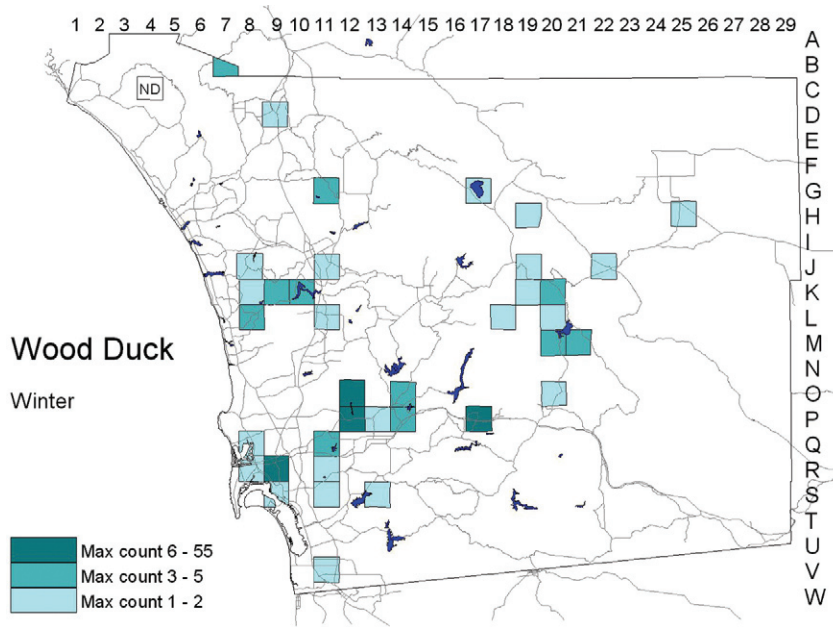 1 2 3 4 5 6 7 8 9 10 11 12 13 14 15 16 17 18 19 20 21 22 23 24 25 26 27 28 29
A
B
C
ND
D
E
F
G
H
I
J
K
L
M
N
O
P
Q
R
S
T
U
V
W
Wood Duck
Winter
Max count 6 - 55
Max count 3 - 5
Max count 1 - 2